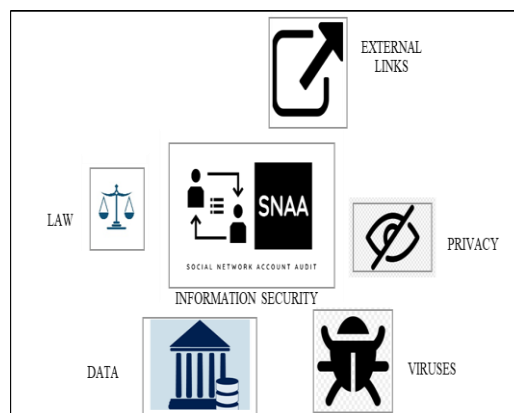 EXTERNAL
LINKS
LAW
SNAA
SOCIAL NETWORK ACCOUNT AUDIT
PRIVACY
INFORMATION SECURITY
DATA
VIRUSES